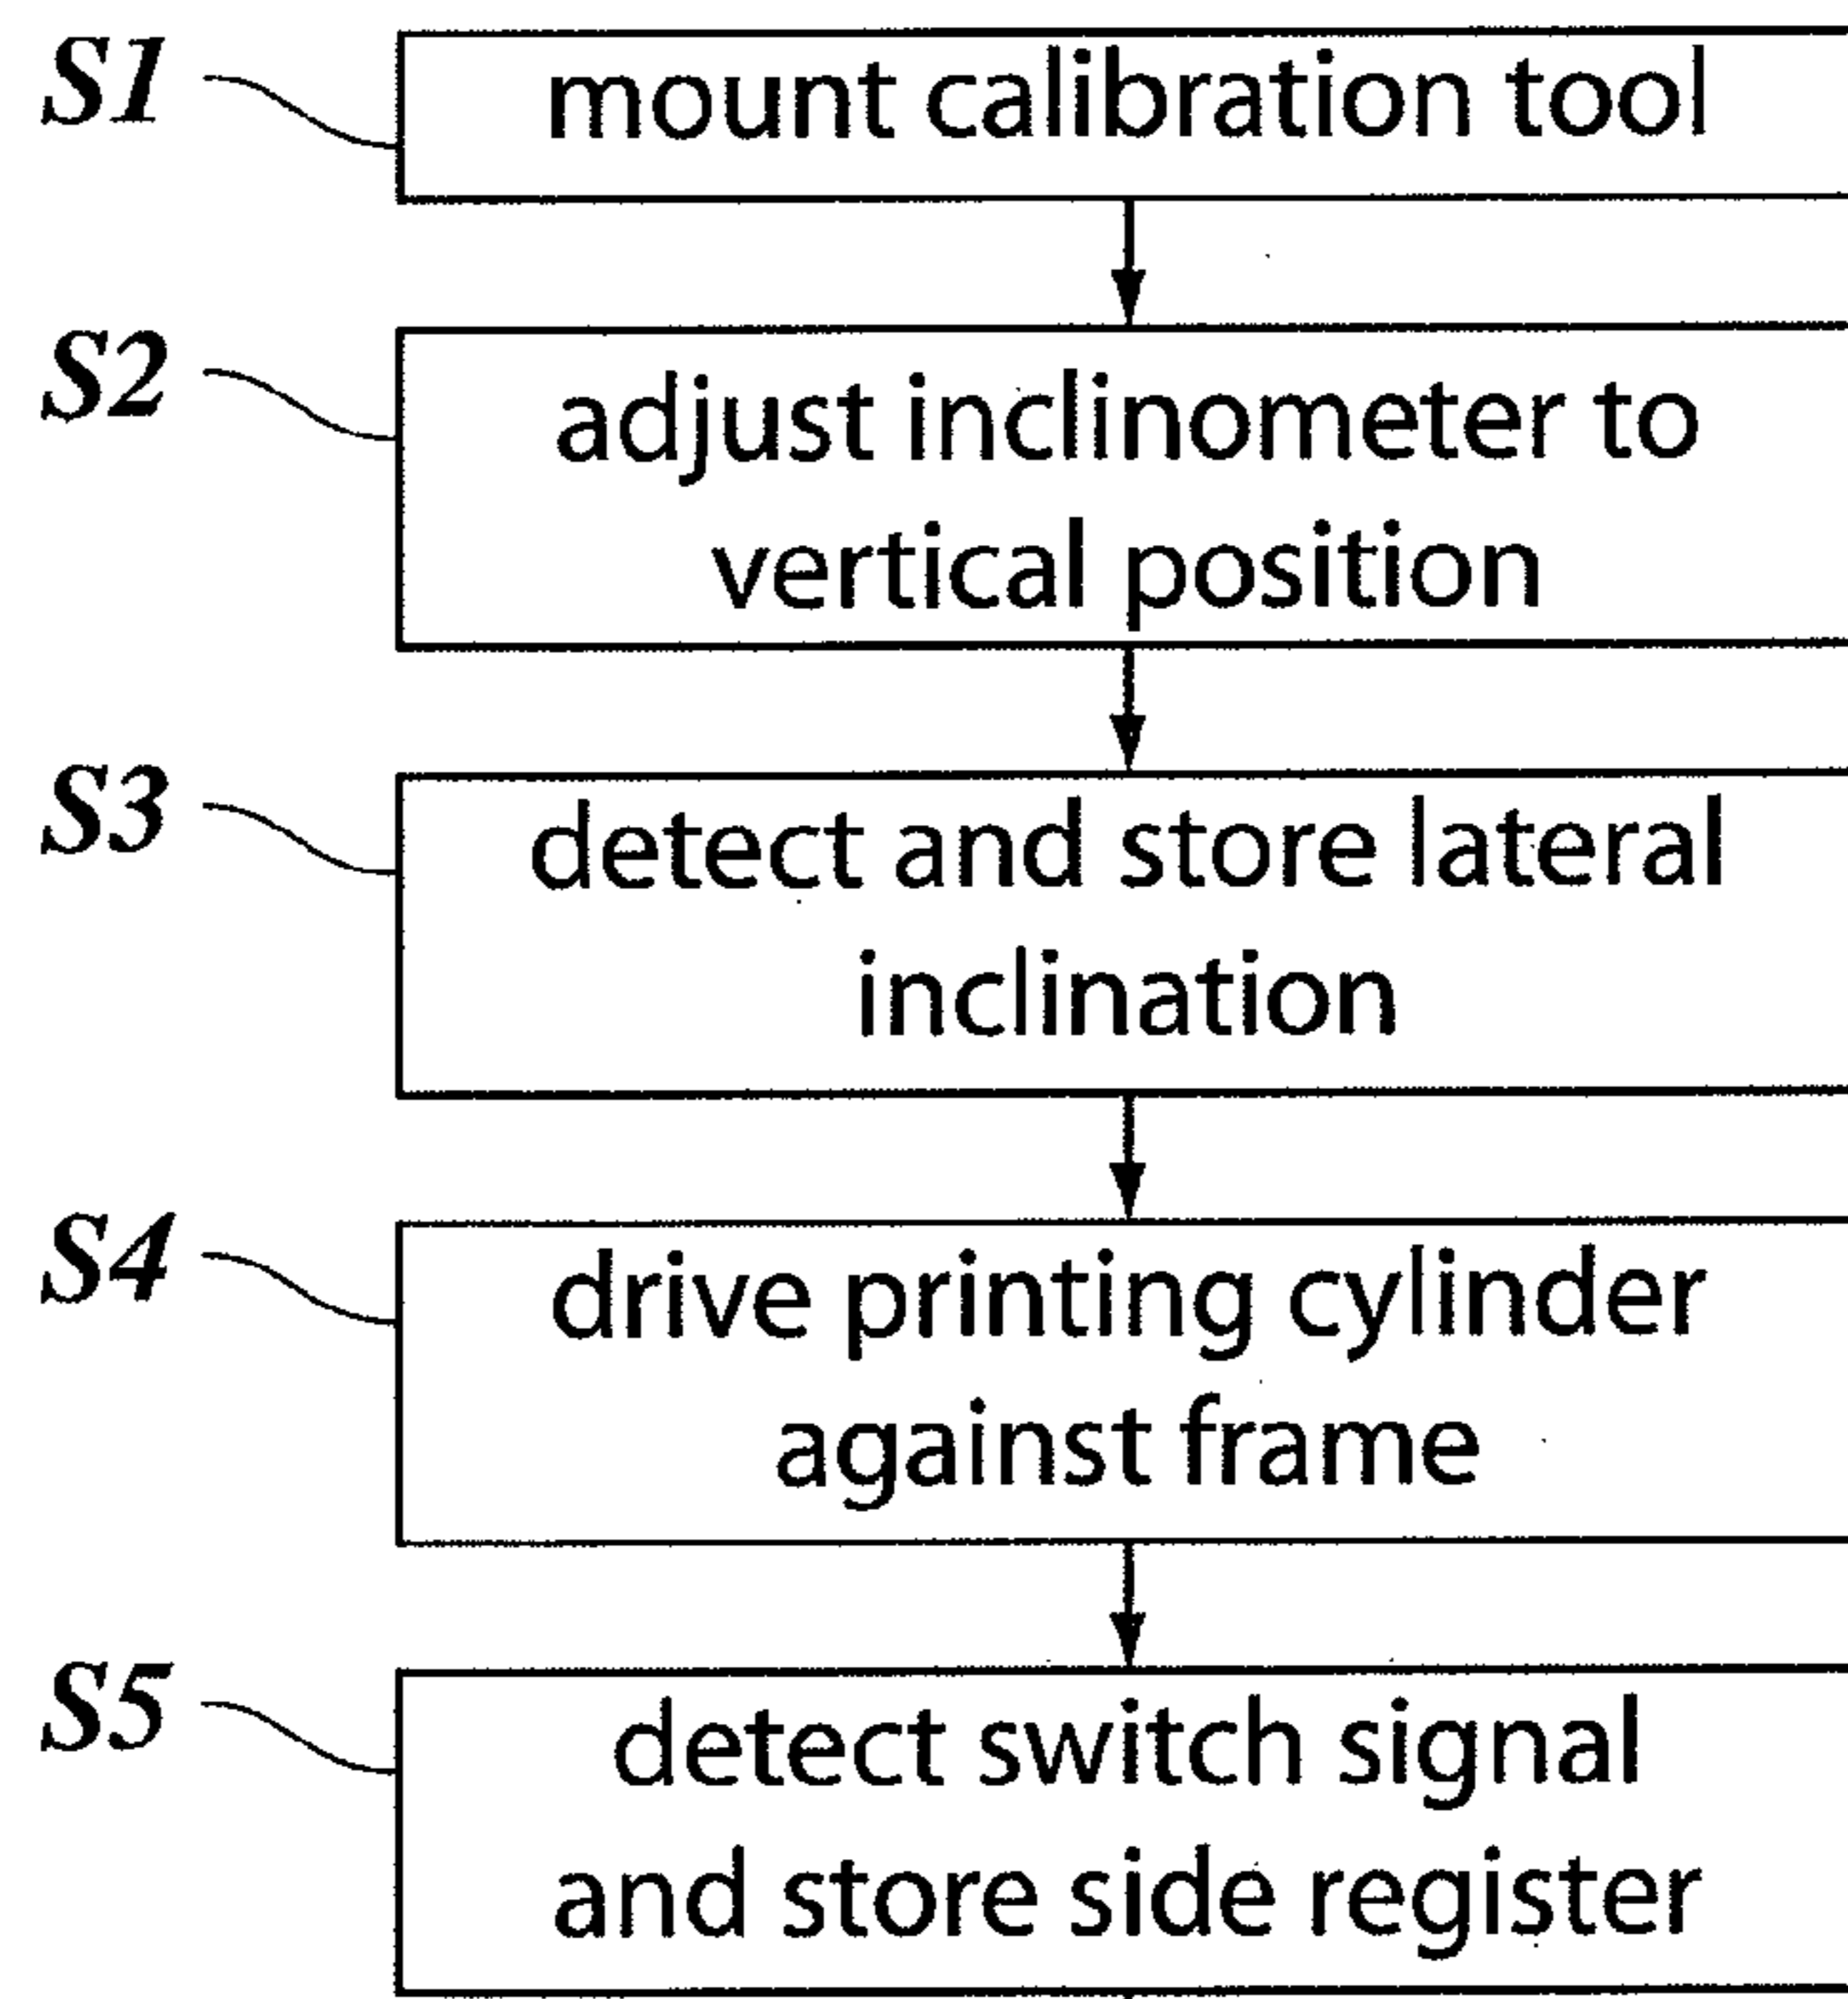 S1
mount calibration tool
S2
adjust inclinometer to
vertical position
S3
detect and store lateral
inclination
S4
drive printing cylinder
against frame
S5
detect switch signal
and store side register